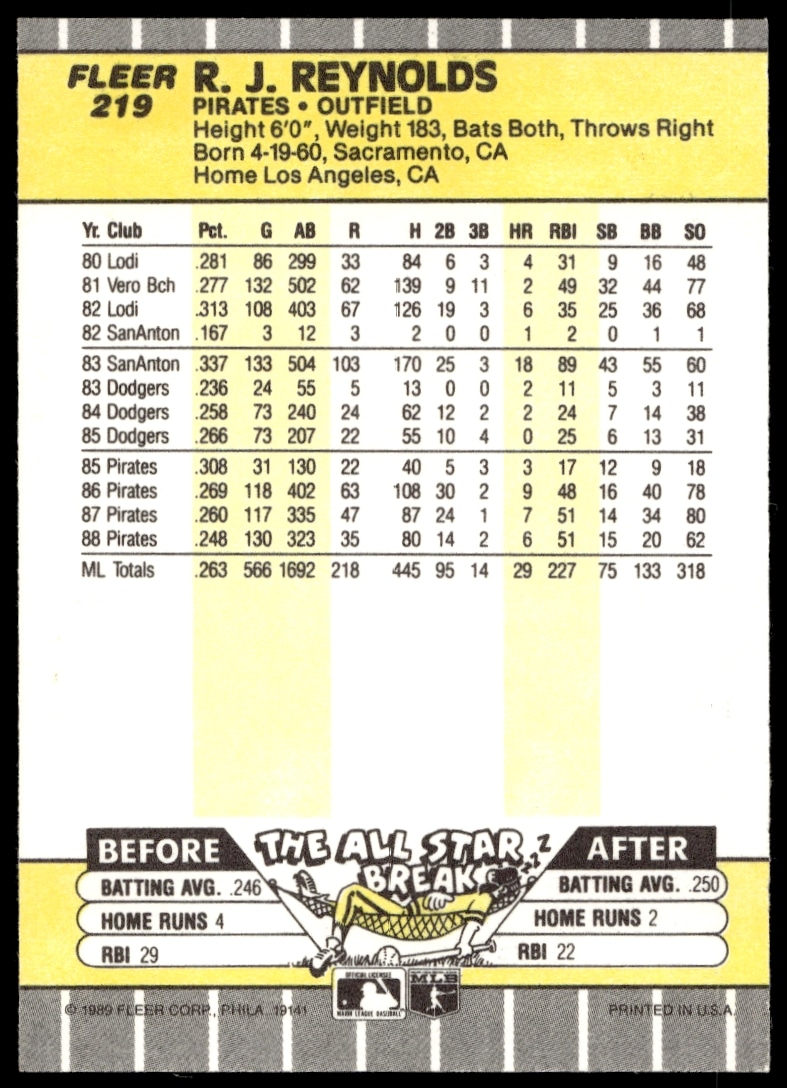 FLEER R. J. REYNOLDS
219 PIRATES • OUTFIELD
Height 6'0", Weight 183, Bats Both, Throws Right
Born 4-19-60, Sacramento, CA
Home Los Angeles, CA
Yr. Club Pct. G AB R H 2B 3B HR RBI SB BB SO
80 Lodi .281 86 299 33 84 6 3 4 31 9 16 48
81 Vero Bch .277 132 502 62 139 9 11 2 49 32 44 77
82 Lodi .313 108 403 67 126 19 3 6 35 25 36 68
82 SanAnton .167 3 12 3 2 0 0 1 2 0 1 1
83 SanAnton .337 133 504 103 170 25 3 18 89 43 55 60
83 Dodgers .236 24 55 5 13 0 0 2 11 5 3 11
84 Dodgers .258 73 240 24 62 12 2 2 24 7 14 38
85 Dodgers .266 73 207 22 55 10 4 0 25 6 13 31
85 Pirates .308 31 130 22 40 5 3 3 17 12 9 18
86 Pirates .269 118 402 63 108 30 2 9 48 16 40 78
87 Pirates .260 117 335 47 87 24 1 7 51 14 34 80
88 Pirates .248 130 323 35 80 14 2 6 51 15 20 62
ML Totals .263 566 1692 218 445 95 14 29 227 75 133 318
THE ALL STAR
BREAK
ZZZ
BEFORE
BATTING AVG. .246
HOME RUNS 4
RBI 29
AFTER
BATTING AVG. .250
HOME RUNS 2
RBI 22
OFFICIAL LICENSEE
MAJOR LEAGUE BASEBALL
MLB
© 1989 FLEER CORP., PHILA. 19141 PRINTED IN U.S.A.